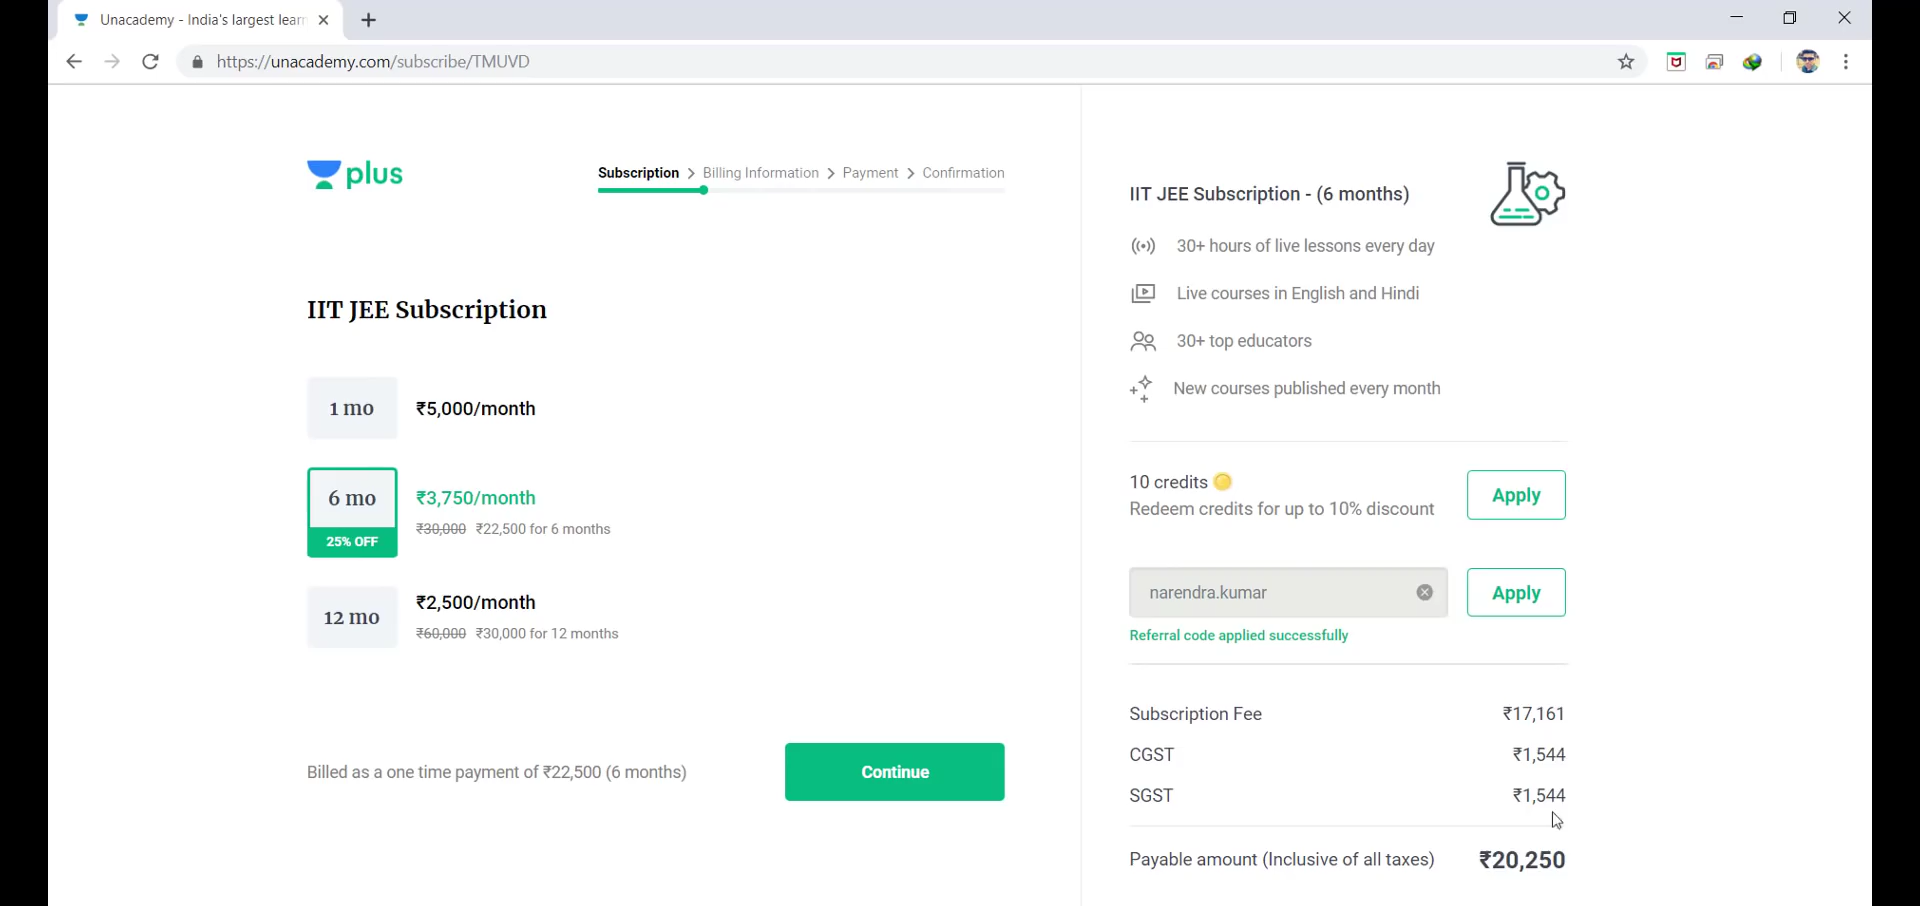 Unacademy - India's largest lear
https://unacademy.com/subscribe/TMUVD
plus
Subscription > Billing Information > Payment > Confirmation
IIT JEE Subscription
1 mo
₹5,000/month
6 mo
25% OFF
₹3,750/month
₹30,000 ₹22,500 for 6 months
12 mo
₹2,500/month
₹60,000 ₹30,000 for 12 months
Billed as a one time payment of ₹22,500 (6 months)
Continue
IIT JEE Subscription - (6 months)
30+ hours of live lessons every day
Live courses in English and Hindi
30+ top educators
New courses published every month
10 credits
Redeem credits for up to 10% discount
Apply
narendra.kumar
Apply
Referral code applied successfully
Subscription Fee ₹17,161
CGST ₹1,544
SGST ₹1,544
Payable amount (Inclusive of all taxes) ₹20,250